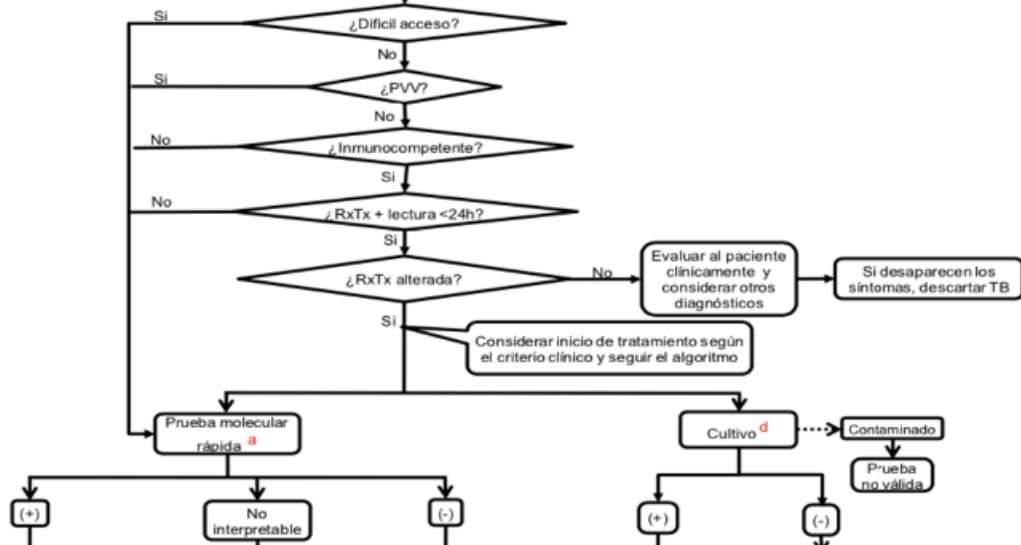 Si
¿Dificil acceso?
No
Si
¿PVV?
No
No
¿Inmunocompetente?
Si
No
¿RxTx + lectura <24h?
Si
¿RxTx alterada?
No
Evaluar al paciente
clínicamente y
considerar otros
diagnósticos
Si desaparecen los
síntomas, descartar TB
Si
Considerar inicio de tratamiento según
el criterio clínico y seguir el algoritmo
Prueba molecular
rápida a
Cultivo d
Contaminado
Prueba
no válida
(+)
No
interpretable
(-)
(+)
(-)